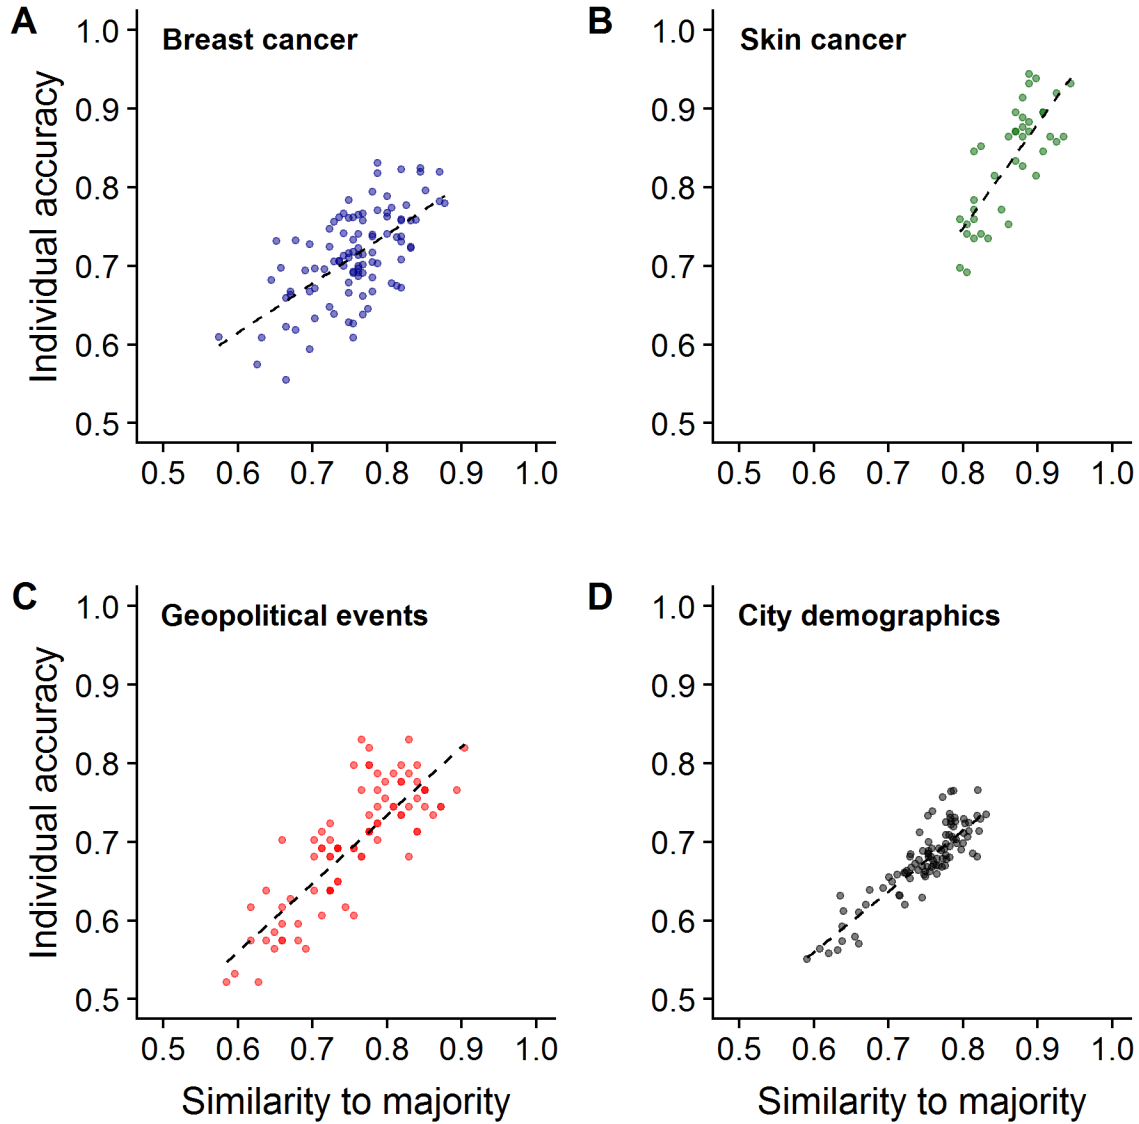 A
Breast cancer
Individual accuracy
1.0
0.9
0.8
0.7
0.6
0.5
0.5 0.6 0.7 0.8 0.9 1.0
B
Skin cancer
1.0
0.9
0.8
0.7
0.6
0.5
0.5 0.6 0.7 0.8 0.9 1.0
C
Geopolitical events
Individual accuracy
1.0
0.9
0.8
0.7
0.6
0.5
0.5 0.6 0.7 0.8 0.9 1.0
Similarity to majority
D
City demographics
1.0
0.9
0.8
0.7
0.6
0.5
0.5 0.6 0.7 0.8 0.9 1.0
Similarity to majority